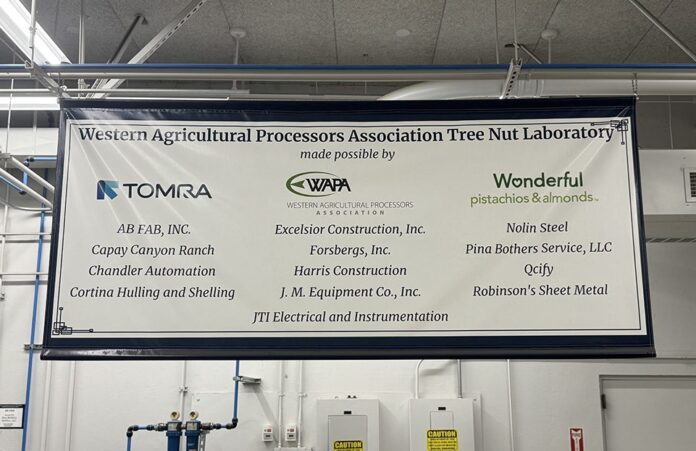 Western Agricultural Processors Association Tree Nut Laboratory
made possible by
TOMRA
WAPA
WESTERN AGRICULTURAL PROCESSORS
ASSOCIATION
Wonderful
pistachios & almonds
AB FAB, INC.
Capay Canyon Ranch
Chandler Automation
Cortina Hulling and Shelling
Excelsior Construction, Inc.
Forsbergs, Inc.
Harris Construction
J. M. Equipment Co., Inc.
Nolin Steel
Pina Bothers Service, LLC
Qcify
Robinson's Sheet Metal
JTI Electrical and Instrumentation
CAUTION
CAUTION